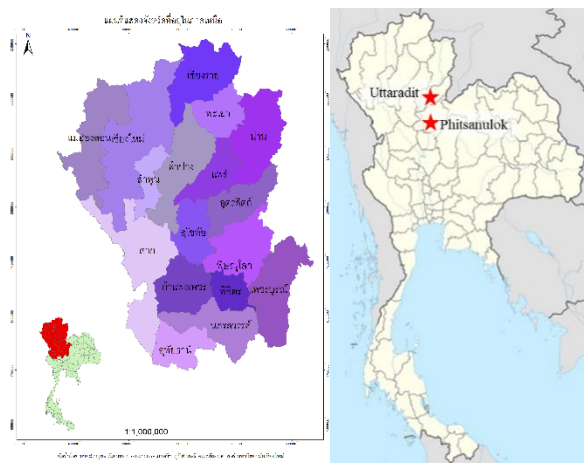 แผนที่แสดงจังหวัดที่อยู่ในภาคเหนือ
N
เชียงราย
พะเยา
แม่ฮ่องสอน
เชียงใหม่
น่าน
ลำปาง
ลำพูน
แพร่
อุตรดิตถ์
สุโขทัย
ตาก
พิษณุโลก
กำแพงเพชร
พิจิตร
เพชรบูรณ์
นครสวรรค์
อุทัยธานี
1:1,000,000
Uttaradit
Phitsanulok